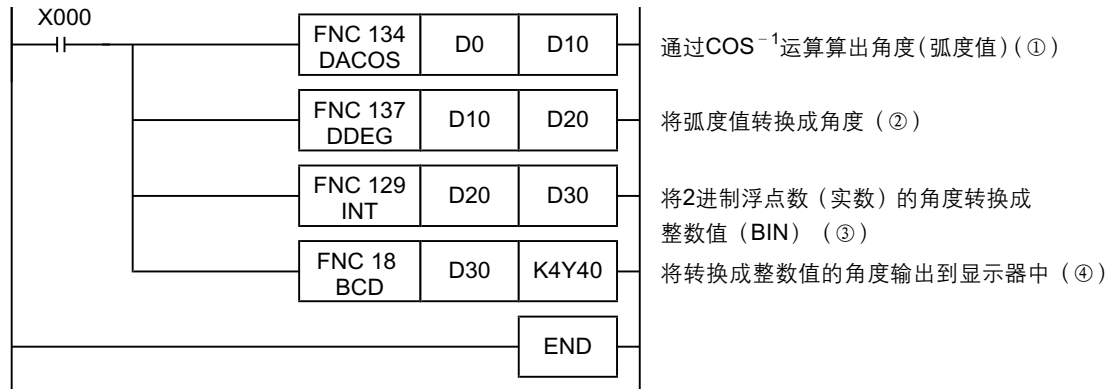 X000
FNC 134 DACOS D0 D10 通过COS⁻¹运算算出角度(弧度值)(①)
FNC 137 DDEG D10 D20 将弧度值转换成角度（②）
FNC 129 INT D20 D30 将2进制浮点数（实数）的角度转换成
整数值（BIN）（③）
FNC 18 BCD D30 K4Y40 将转换成整数值的角度输出到显示器中（④）
END